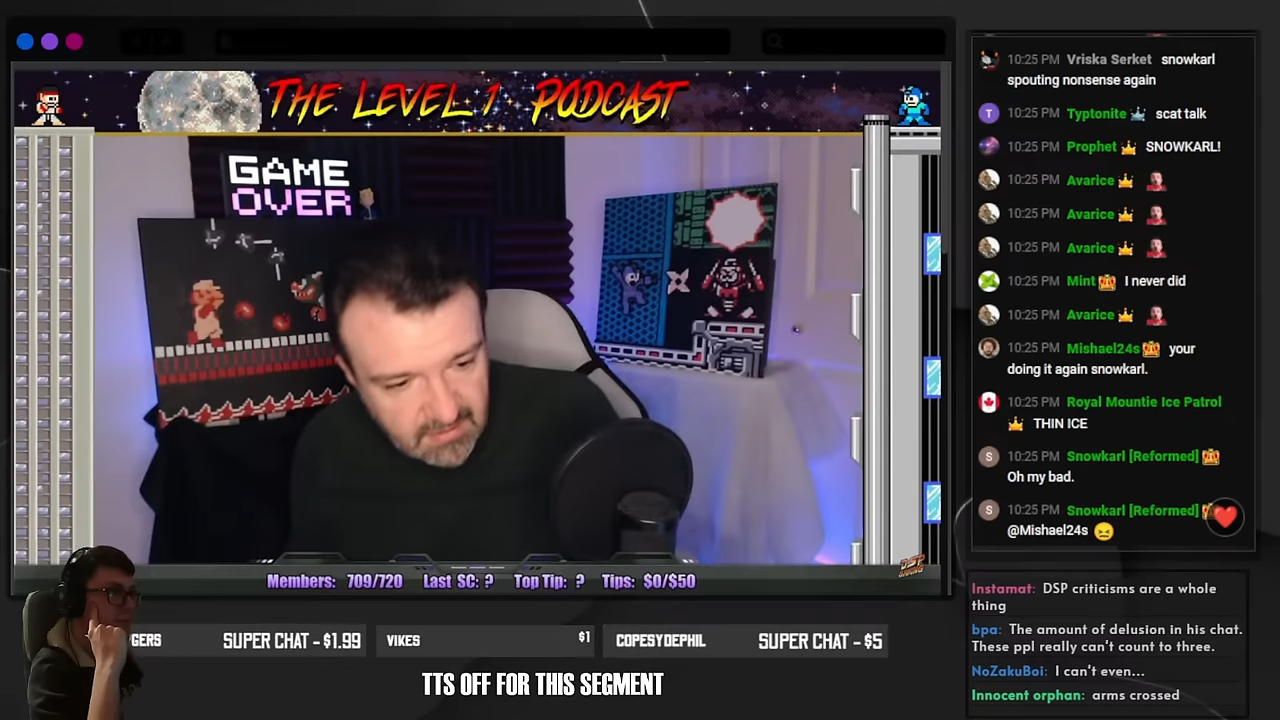 THE LEVEL 1 PODCAST
GAME
OVER
Members: 709/720 Last SC: ? Top Tip: ? Tips: $0/$50
DSP
GAMING
GERS SUPER CHAT - $1.99 VIKES $1 COPESYDEPHIL SUPER CHAT - $5
TTS OFF FOR THIS SEGMENT
10:25 PM Vriska Serket snowkarl
spouting nonsense again
T 10:25 PM Typtonite scat talk
10:25 PM Prophet SNOWKARL!
10:25 PM Avarice
10:25 PM Avarice
10:25 PM Avarice
10:25 PM Mint I never did
10:25 PM Avarice
10:25 PM Mishael24s your
doing it again snowkarl.
10:25 PM Royal Mountie Ice Patrol
THIN ICE
S 10:25 PM Snowkarl [Reformed]
Oh my bad.
S 10:25 PM Snowkarl [Reformed]
@Mishael24s 😖
Instamat: DSP criticisms are a whole
thing
bpa: The amount of delusion in his chat.
These ppl really can't count to three.
NoZakuBoi: I can't even...
Innocent orphan: arms crossed